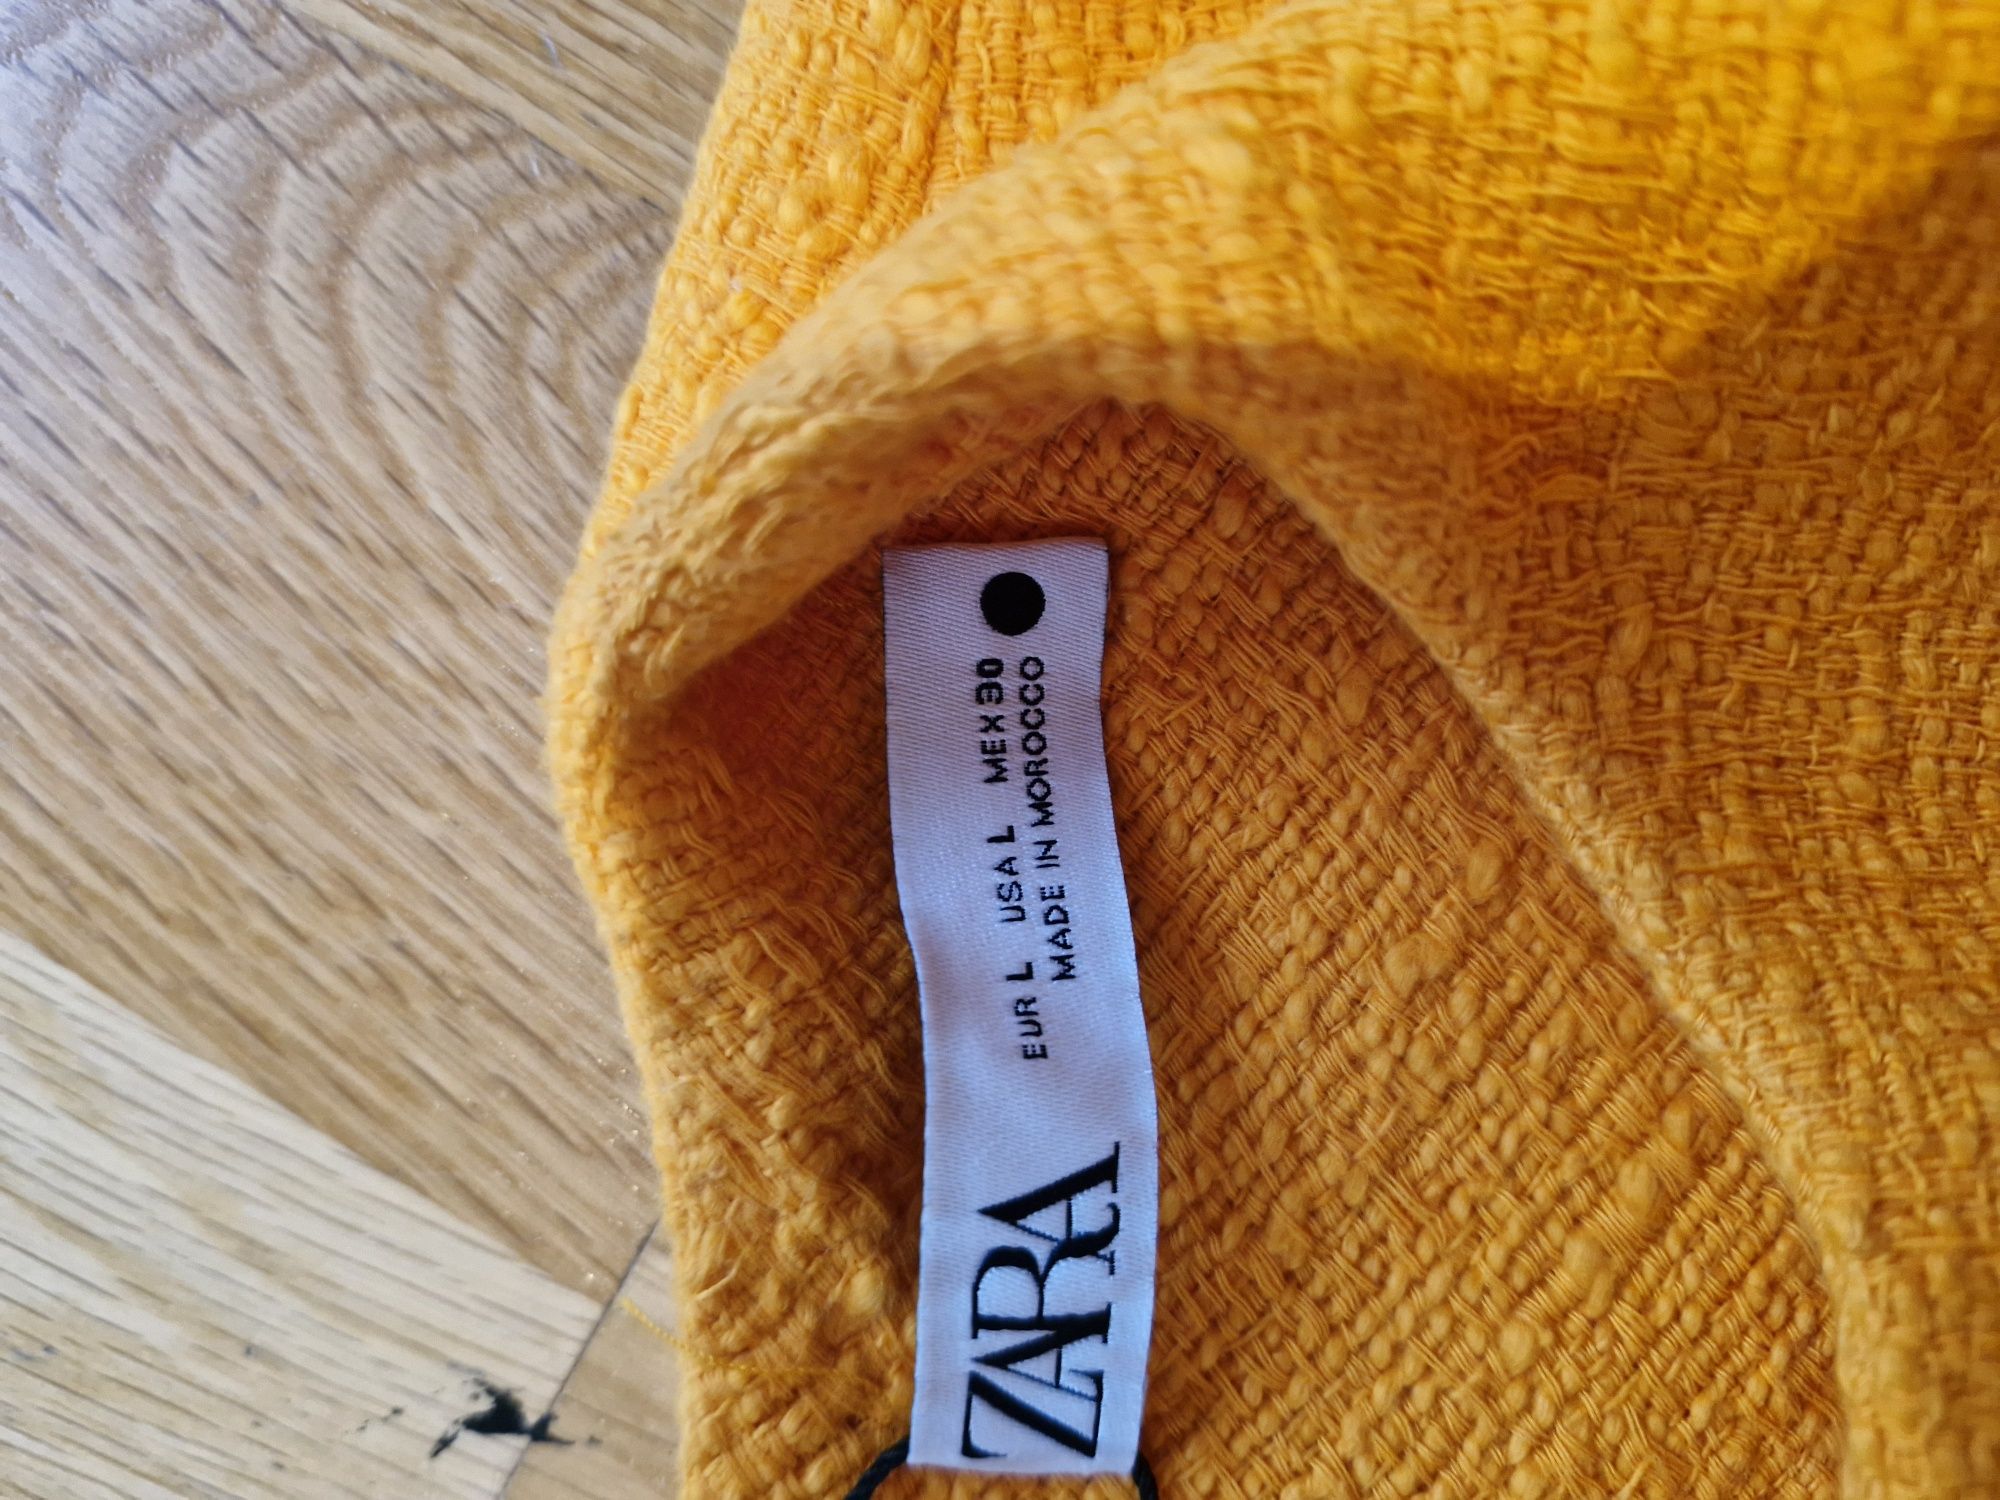 ZARA
EUR L USA L MEX 30
MADE IN MOROCCO